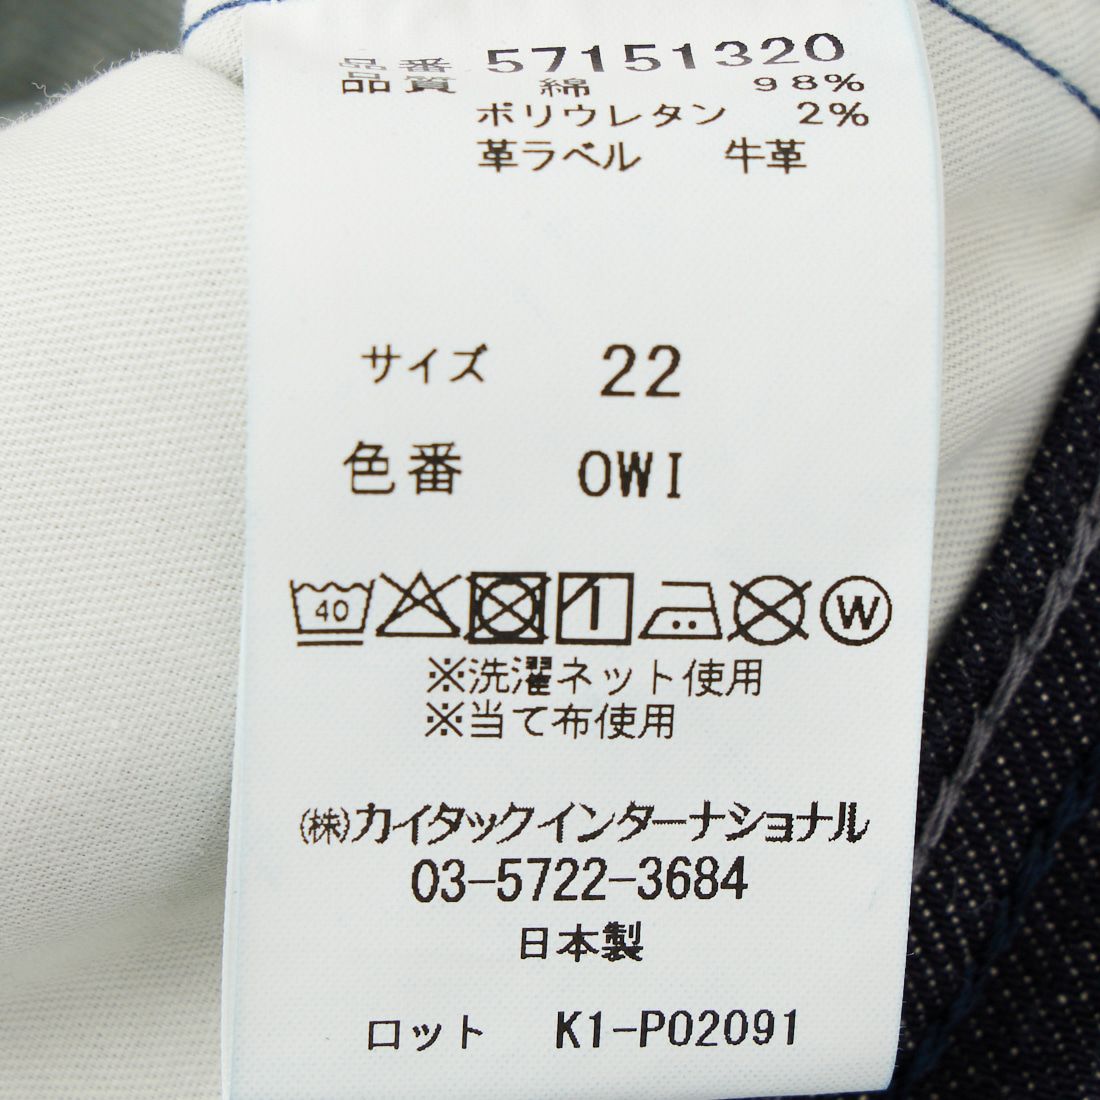 品番 57151320
品質 綿 98%
ポリウレタン 2%
革ラベル 牛革
サイズ 22
色番 OWI
40 1 W
※洗濯ネット使用
※当て布使用
㈱カイタックインターナショナル
03-5722-3684
日本製
ロット K1-P02091